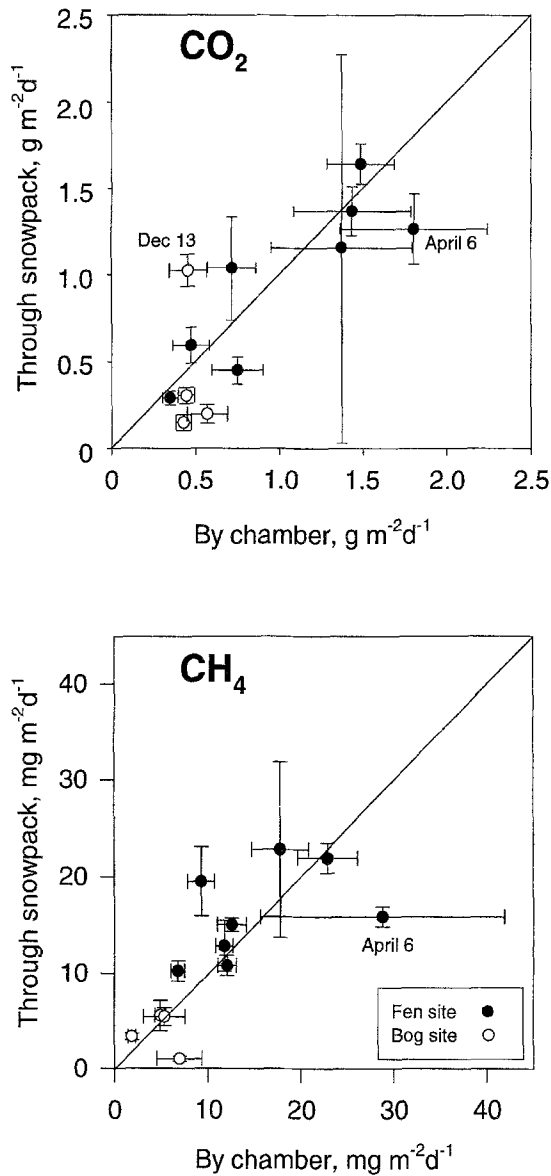 CO₂
2.5
2.0
1.5
1.0
0.5
0
Through snowpack, g m⁻²d⁻¹
Dec 13
April 6
0 0.5 1.0 1.5 2.0 2.5
By chamber, g m⁻²d⁻¹
CH₄
40
30
20
10
0
Through snowpack, mg m⁻²d⁻¹
April 6
Fen site
Bog site
0 10 20 30 40
By chamber, mg m⁻²d⁻¹